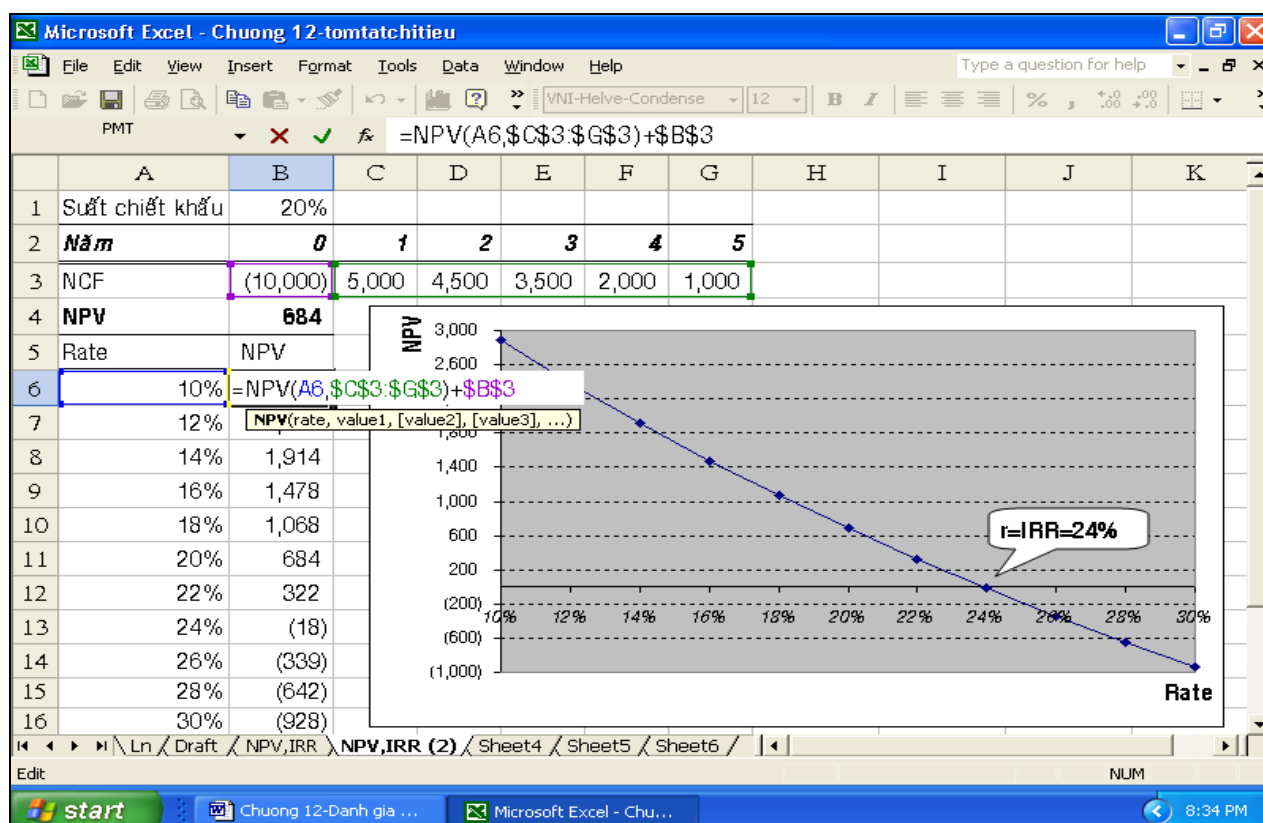 Microsoft Excel - Chuong 12-tomtatchitieu
File Edit View Insert Format Tools Data Window Help Type a question for help
VNI-Helve-Condense 12 B I % ,
PMT fx =NPV(A6,$C$3:$G$3)+$B$3
A B C D E F G H I J K
1 Suất chiết khấu 20%
2 Năm 0 1 2 3 4 5
3 NCF (10,000) 5,000 4,500 3,500 2,000 1,000
4 NPV 684
5 Rate NPV
6 10% =NPV(A6,$C$3:$G$3)+$B$3
NPV(rate, value1, [value2], [value3], ...)
7 12%
8 14% 1,914
9 16% 1,478
10 18% 1,068
11 20% 684
12 22% 322
13 24% (18)
14 26% (339)
15 28% (642)
16 30% (928)
NPV
3,000
2,600
1,800
1,400
1,000
600
200
(200)
(600)
(1,000)
10% 12% 14% 16% 18% 20% 22% 24% 26% 28% 30%
r=IRR=24%
Rate
Ln Draft NPV,IRR NPV,IRR (2) Sheet4 Sheet5 Sheet6
Edit NUM
start Chuong 12-Danh gia ... Microsoft Excel - Chu... 8:34 PM